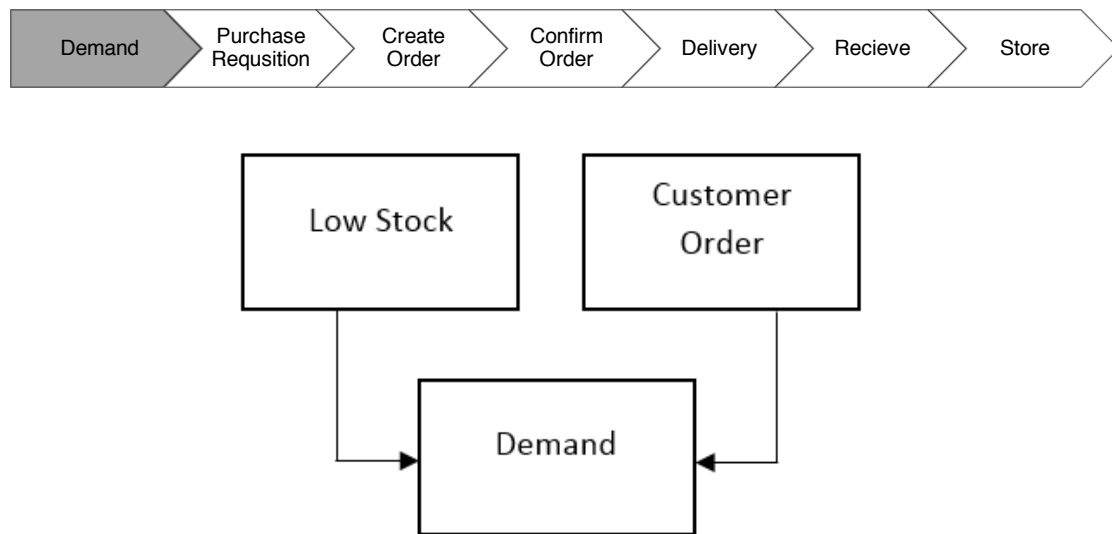 Demand
Purchase
Requsition
Create
Order
Confirm
Order
Delivery
Recieve
Store
Low Stock
Customer
Order
Demand